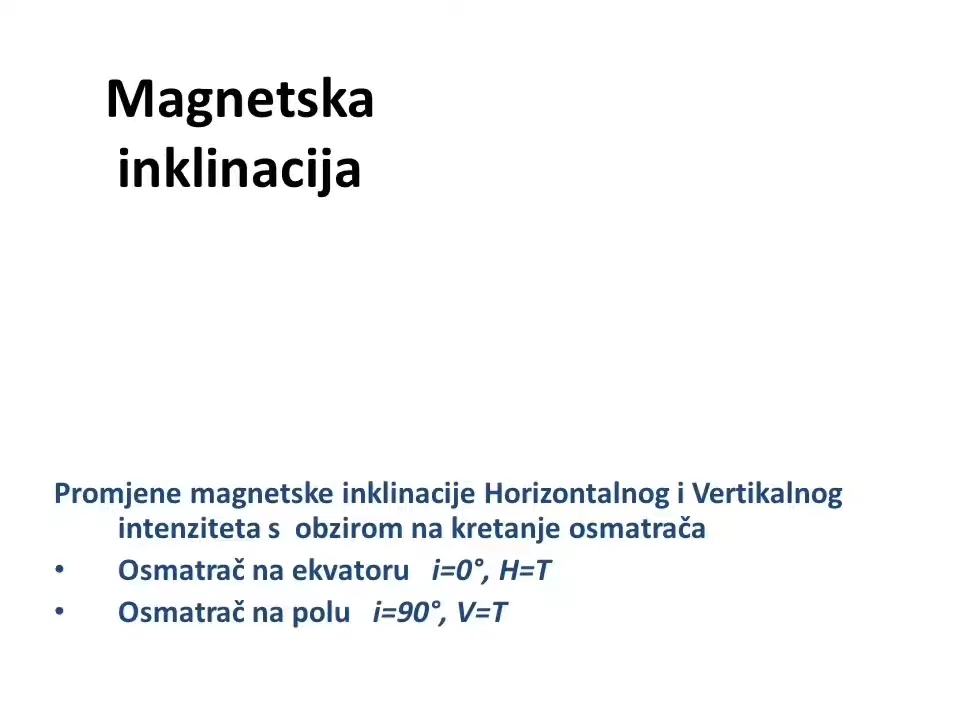 Magnetska
inklinacija
Promjene magnetske inklinacije Horizontalnog i Vertikalnog
intenziteta s obzirom na kretanje osmatrača
• Osmatrač na ekvatoru i=0°, H=T
• Osmatrač na polu i=90°, V=T